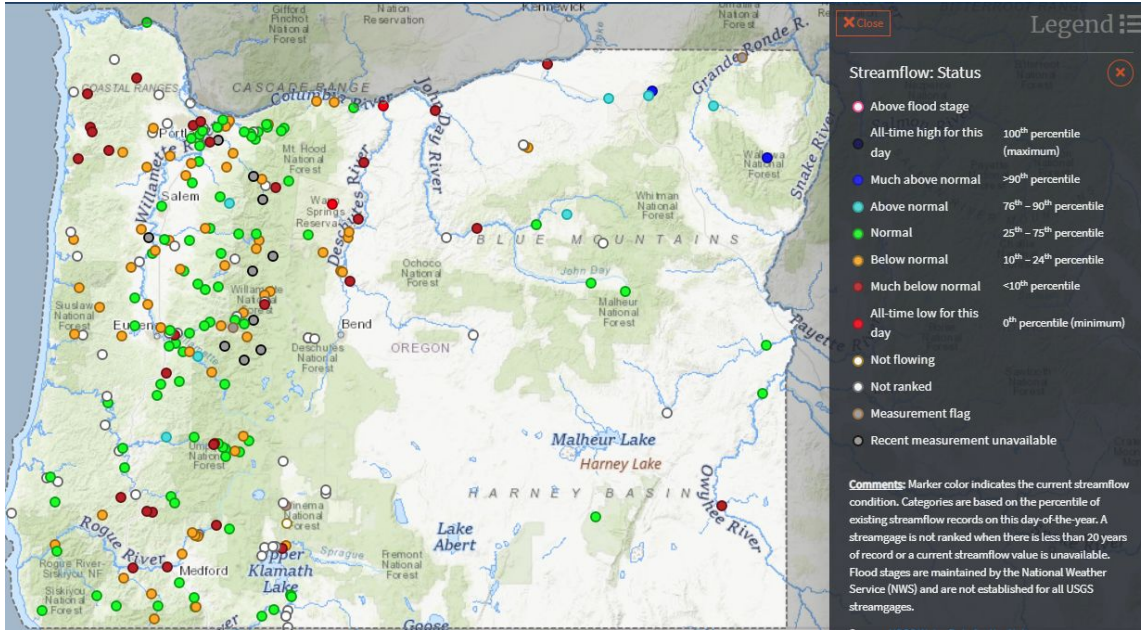 Gifford
Pinchot
National
Forest
Nation
Reservation
Kennewick
Umatilla
National
Forest
Close
Legend
Grande Ronde R.
COASTAL RANGES
CASCADE RANGE
Columbia River
John Day River
Snake River
Portl
Mt. Hood
National
Forest
Willamette R
Salem
Warm
Springs
Reservat
Deschutes River
Whitman
National
Forest
BLUE MOUNTAINS
Ochoco
National
Forest
John Day
Malheur
National
Forest
Siuslaw
National
Forest
Willamette
National
Forest
Eugene
Bend
Deschutes
National
Forest
OREGON
Payette River
Malheur Lake
Harney Lake
HARNEY BASIN
Owyhee River
Umpqua
National
Forest
Rogue River
Rogue River-
Siskiyou NF
Medford
Siskiyou
National
Forest
Upper
Klamath
Lake
Sprague
Fremont
National
Forest
Lake
Abert
Goose
Streamflow: Status
Above flood stage
All-time high for this day 100th percentile (maximum)
Much above normal >90th percentile
Above normal 76th – 90th percentile
Normal 25th – 75th percentile
Below normal 10th – 24th percentile
Much below normal <10th percentile
All-time low for this day 0th percentile (minimum)
Not flowing
Not ranked
Measurement flag
Recent measurement unavailable
Comments: Marker color indicates the current streamflow
condition. Categories are based on the percentile of
existing streamflow records on this day-of-the-year. A
streamgage is not ranked when there is less than 20 years
of record or a current streamflow value is unavailable.
Flood stages are maintained by the National Weather
Service (NWS) and are not established for all USGS
streamgages.